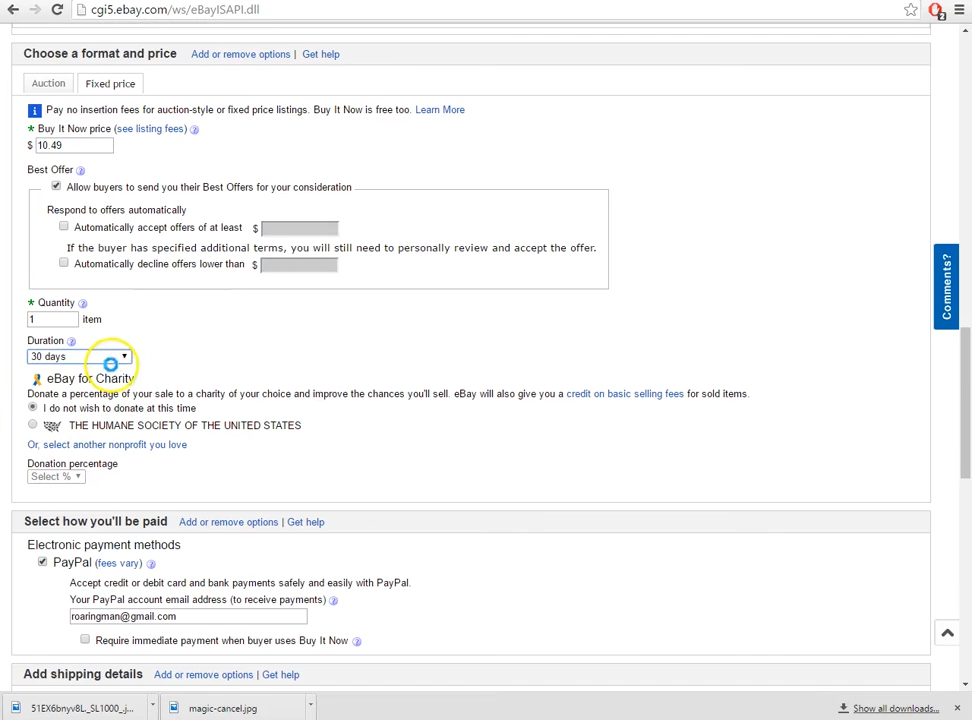 cgi5.ebay.com/ws/eBayISAPI.dll
2
Choose a format and price Add or remove options | Get help
Auction Fixed price
i Pay no insertion fees for auction-style or fixed price listings. Buy It Now is free too. Learn More
* Buy It Now price (see listing fees) ?
$ 10.49
Best Offer ?
Allow buyers to send you their Best Offers for your consideration
Respond to offers automatically
Automatically accept offers of at least $
If the buyer has specified additional terms, you will still need to personally review and accept the offer.
Automatically decline offers lower than $
* Quantity ?
1 item
Duration ?
30 days
eBay for Charity
Donate a percentage of your sale to a charity of your choice and improve the chances you'll sell. eBay will also give you a credit on basic selling fees for sold items.
I do not wish to donate at this time
THE HUMANE SOCIETY OF THE UNITED STATES
Or, select another nonprofit you love
Donation percentage
Select %
Comments?
Select how you'll be paid Add or remove options | Get help
Electronic payment methods
PayPal (fees vary) ?
Accept credit or debit card and bank payments safely and easily with PayPal.
Your PayPal account email address (to receive payments) ?
roaringman@gmail.com
Require immediate payment when buyer uses Buy It Now ?
Add shipping details Add or remove options | Get help
51EX6bnyv8L._SL1000_.j... magic-cancel.jpg Show all downloads...